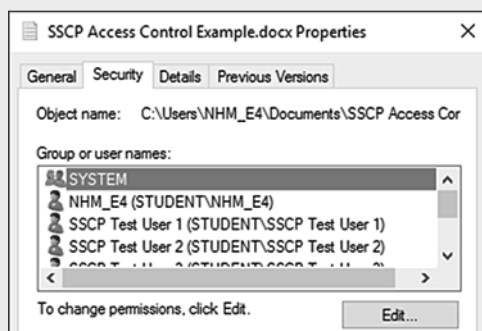 SSCP Access Control Example.docx Properties
General Security Details Previous Versions
Object name: C:\Users\NHM_E4\Documents\SSCP Access Cor
Group or user names:
SYSTEM
NHM_E4 (STUDENT\NHM_E4)
SSCP Test User 1 (STUDENT\SSCP Test User 1)
SSCP Test User 2 (STUDENT\SSCP Test User 2)
To change permissions, click Edit.
Edit...